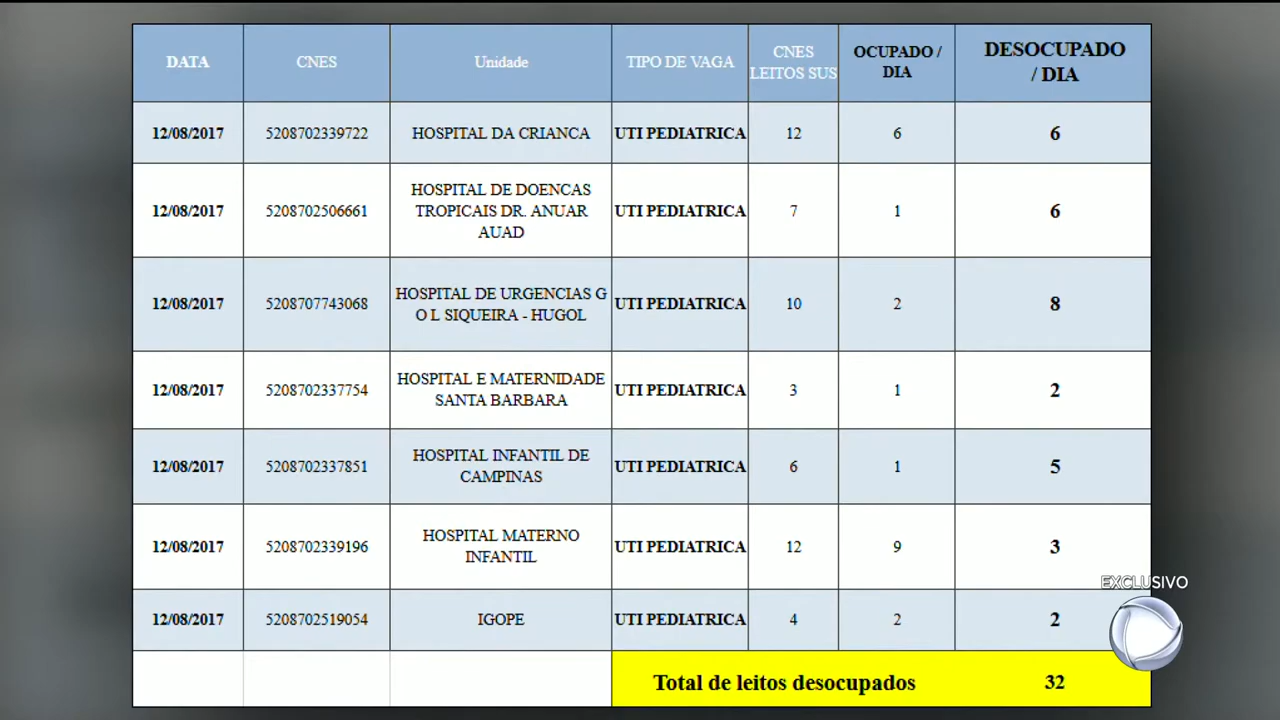 DATA CNES Unidade TIPO DE VAGA CNES LEITOS SUS OCUPADO / DIA DESOCUPADO / DIA
12/08/2017 5208702339722 HOSPITAL DA CRIANCA UTI PEDIATRICA 12 6 6
12/08/2017 5208702506661 HOSPITAL DE DOENCAS TROPICAIS DR. ANUAR AUAD UTI PEDIATRICA 7 1 6
12/08/2017 5208707743068 HOSPITAL DE URGENCIAS G O L SIQUEIRA - HUGOL UTI PEDIATRICA 10 2 8
12/08/2017 5208702337754 HOSPITAL E MATERNIDADE SANTA BARBARA UTI PEDIATRICA 3 1 2
12/08/2017 5208702337851 HOSPITAL INFANTIL DE CAMPINAS UTI PEDIATRICA 6 1 5
12/08/2017 5208702339196 HOSPITAL MATERNO INFANTIL UTI PEDIATRICA 12 9 3
EXCLUSIVO
12/08/2017 5208702519054 IGOPE UTI PEDIATRICA 4 2 2
Total de leitos desocupados 32